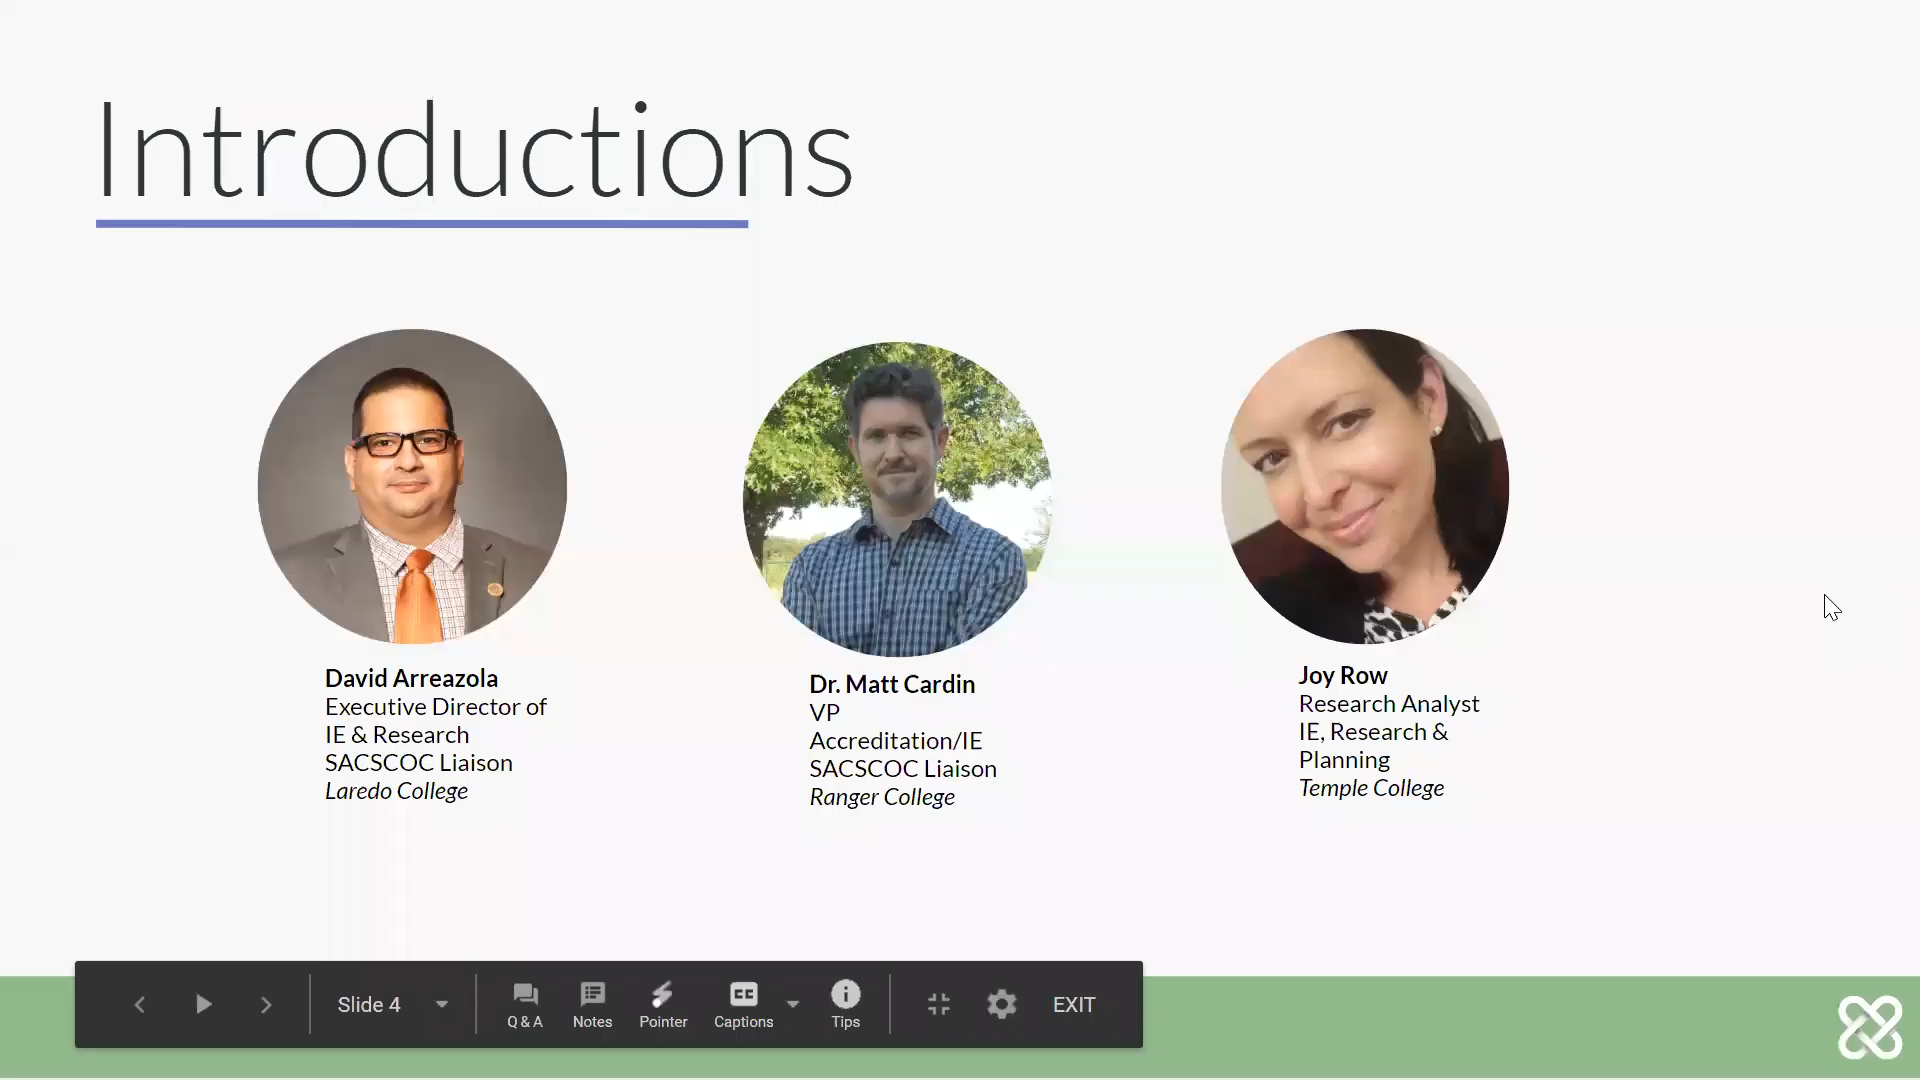 Introductions
David Arreazola
Executive Director of
IE & Research
SACSCOC Liaison
Laredo College
Dr. Matt Cardin
VP
Accreditation/IE
SACSCOC Liaison
Ranger College
Joy Row
Research Analyst
IE, Research &
Planning
Temple College
Slide 4
Q & A
Notes
Pointer
CC
Captions
Tips
EXIT